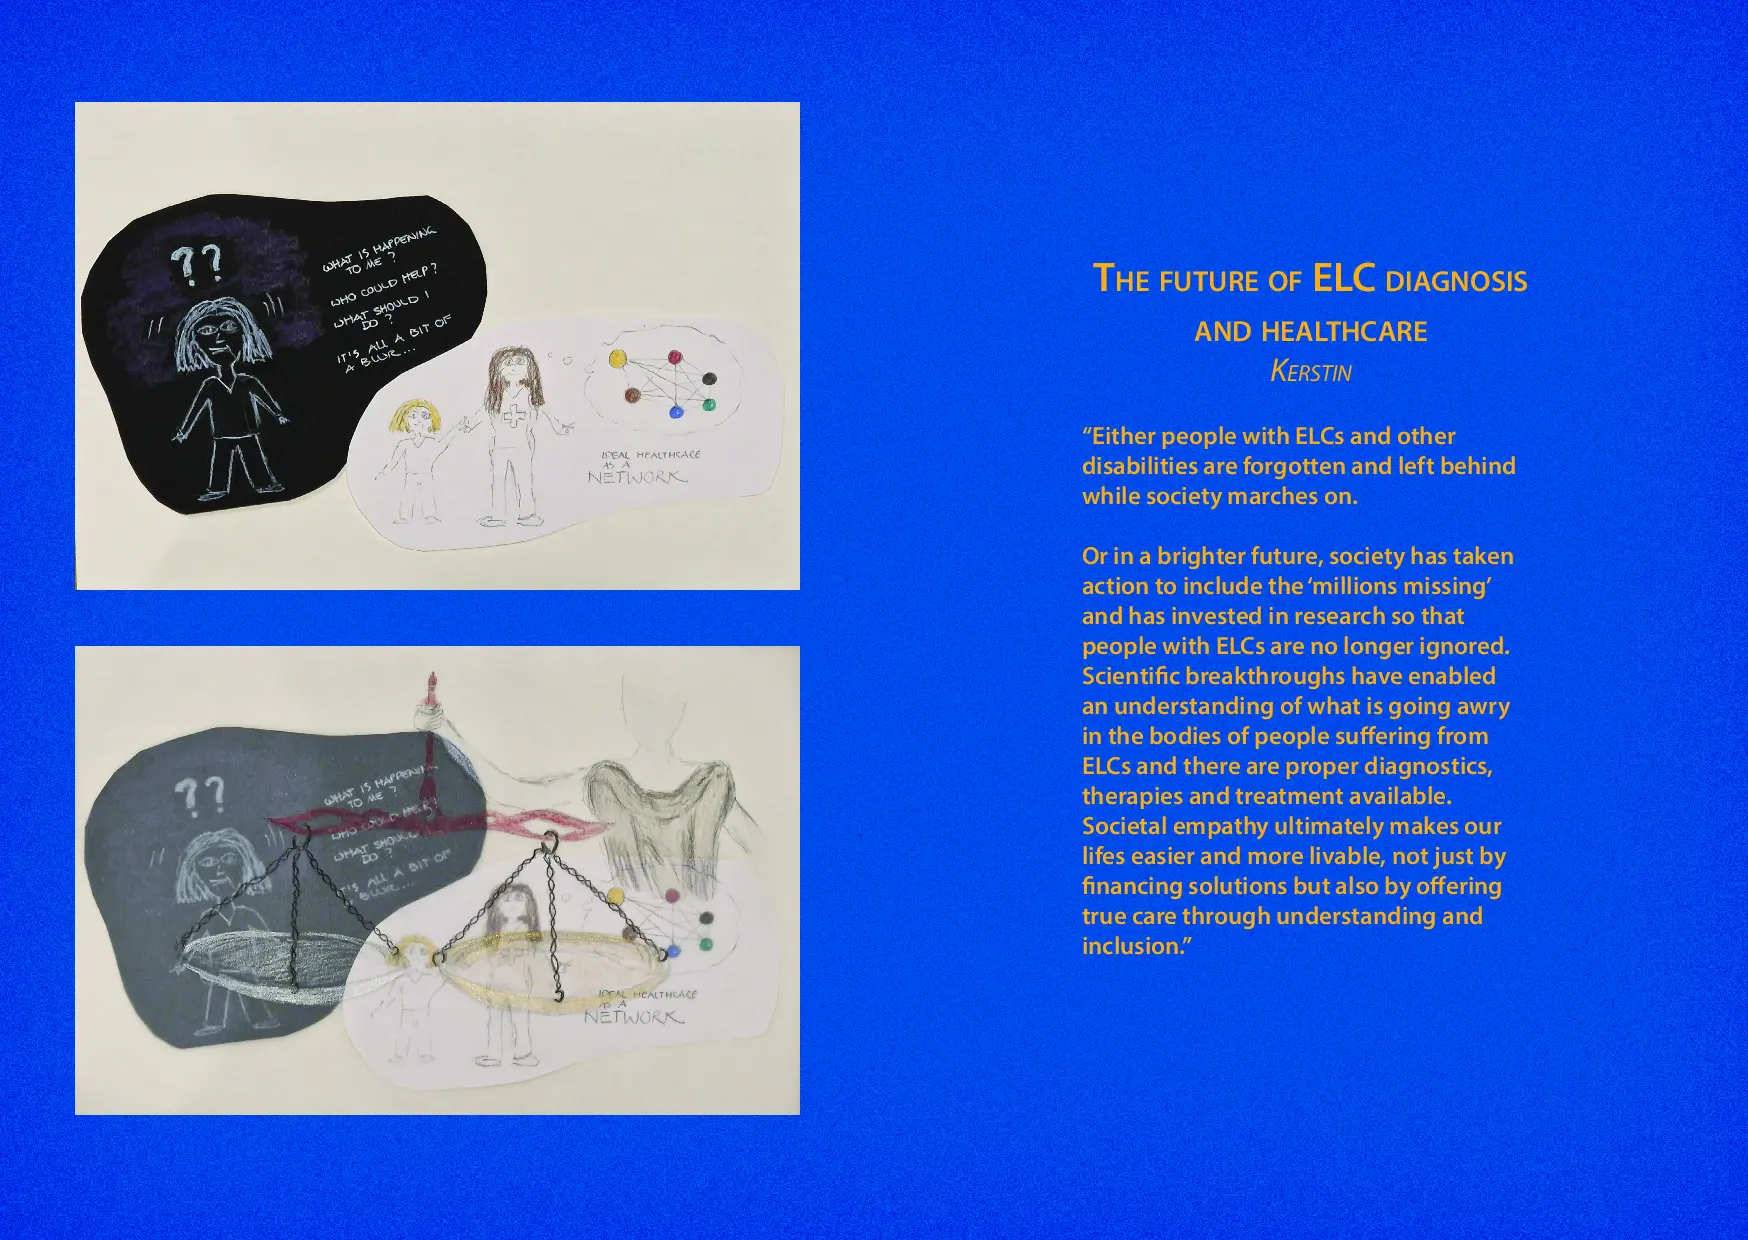 ??
WHAT IS HAPPENING
TO ME?
WHO COULD HELP?
WHAT SHOULD I
DO?
IT'S ALL A BIT OF
A BLUR...
IDEAL HEALTHCARE
AS A
NETWORK
??
WHAT IS HAPPENING
TO ME?
WHO COULD HELP?
WHAT SHOULD I
DO?
IT'S ALL A BIT OF
A BLUR...
IDEAL HEALTHCARE
AS A
NETWORK
THE FUTURE OF ELC DIAGNOSIS
AND HEALTHCARE
KERSTIN
“Either people with ELCs and other
disabilities are forgotten and left behind
while society marches on.
Or in a brighter future, society has taken
action to include the ‘millions missing’
and has invested in research so that
people with ELCs are no longer ignored.
Scientific breakthroughs have enabled
an understanding of what is going awry
in the bodies of people suffering from
ELCs and there are proper diagnostics,
therapies and treatment available.
Societal empathy ultimately makes our
lifes easier and more livable, not just by
financing solutions but also by offering
true care through understanding and
inclusion.”